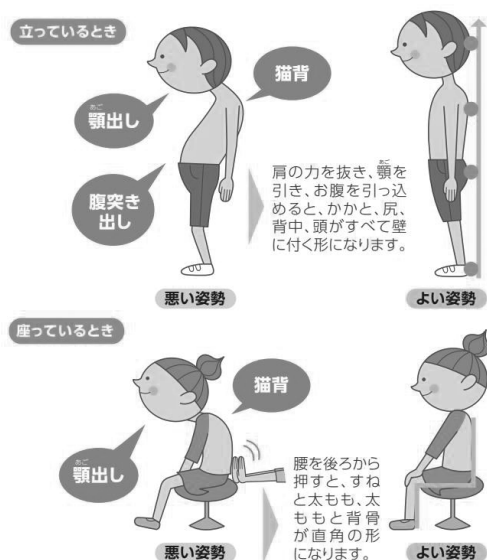 立っているとき
猫背
あご
顎出し
腹突き
出し
あご
肩の力を抜き、顎を
引き、お腹を引っ込
めると、かかと、尻、
背中、頭がすべて壁
に付く形になります。
悪い姿勢
よい姿勢
座っているとき
猫背
あご
顎出し
腰を後ろから
押すと、すね
と太もも、太
ももと背骨
が直角の形
になります。
悪い姿勢
よい姿勢